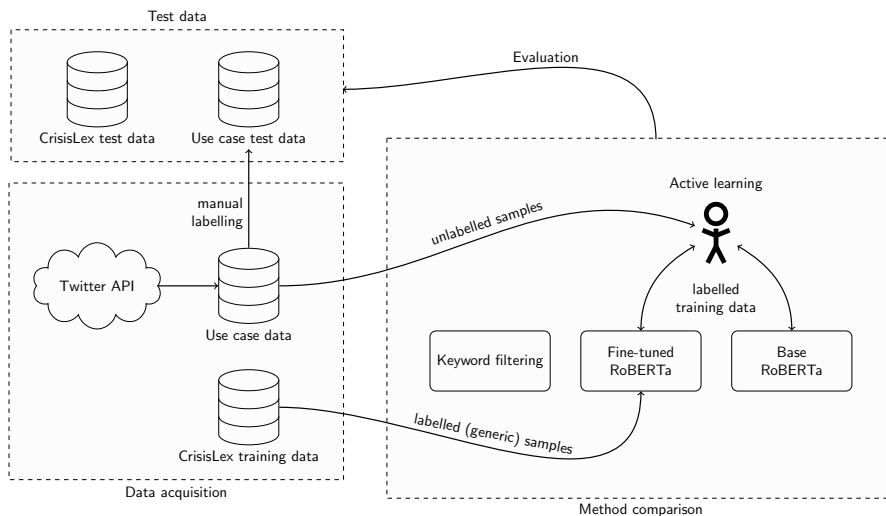 Test data
CrisisLex test data
Use case test data
Evaluation
manual
labelling
Twitter API
Use case data
CrisisLex training data
Data acquisition
unlabelled samples
labelled (generic) samples
Active learning
labelled
training data
Keyword filtering
Fine-tuned
RoBERTa
Base
RoBERTa
Method comparison